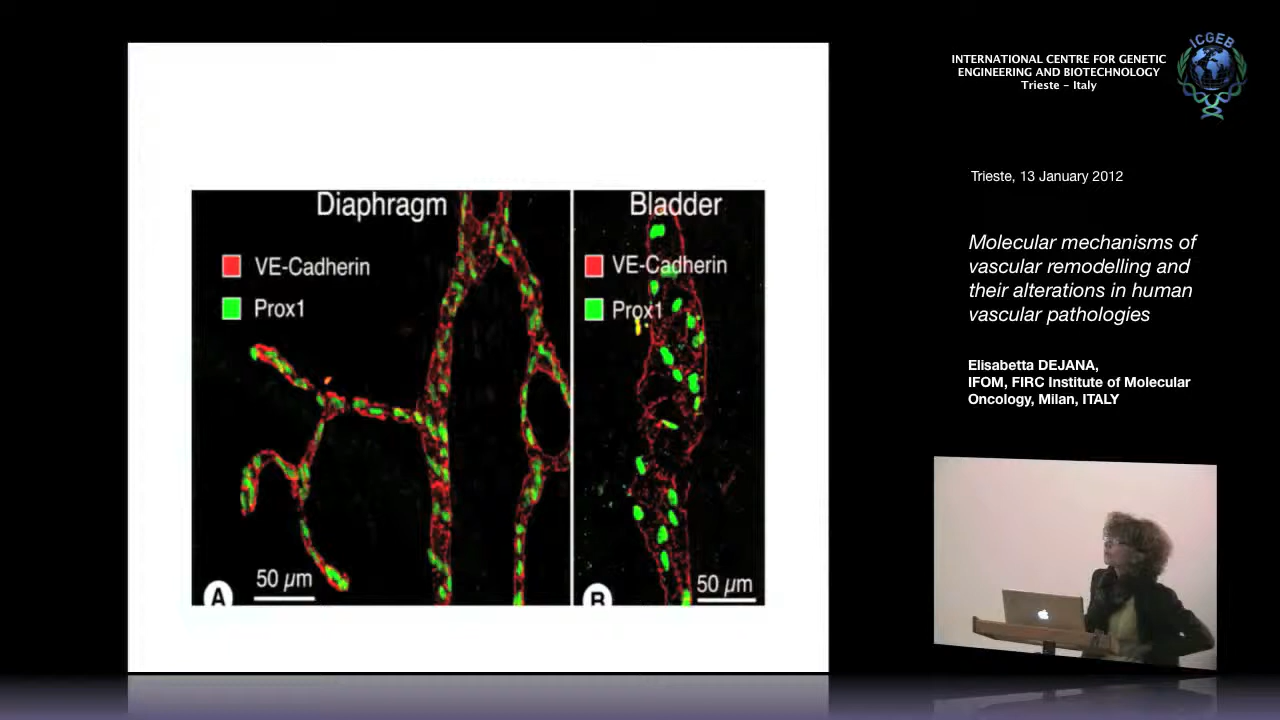 Diaphragm
VE-Cadherin
Prox1
50 µm
A
Bladder
VE-Cadherin
Prox1
50 µm
B
ICGEB
INTERNATIONAL CENTRE FOR GENETIC
ENGINEERING AND BIOTECHNOLOGY
Trieste - Italy
Trieste, 13 January 2012
Molecular mechanisms of
vascular remodelling and
their alterations in human
vascular pathologies
Elisabetta DEJANA,
IFOM, FIRC Institute of Molecular
Oncology, Milan, ITALY